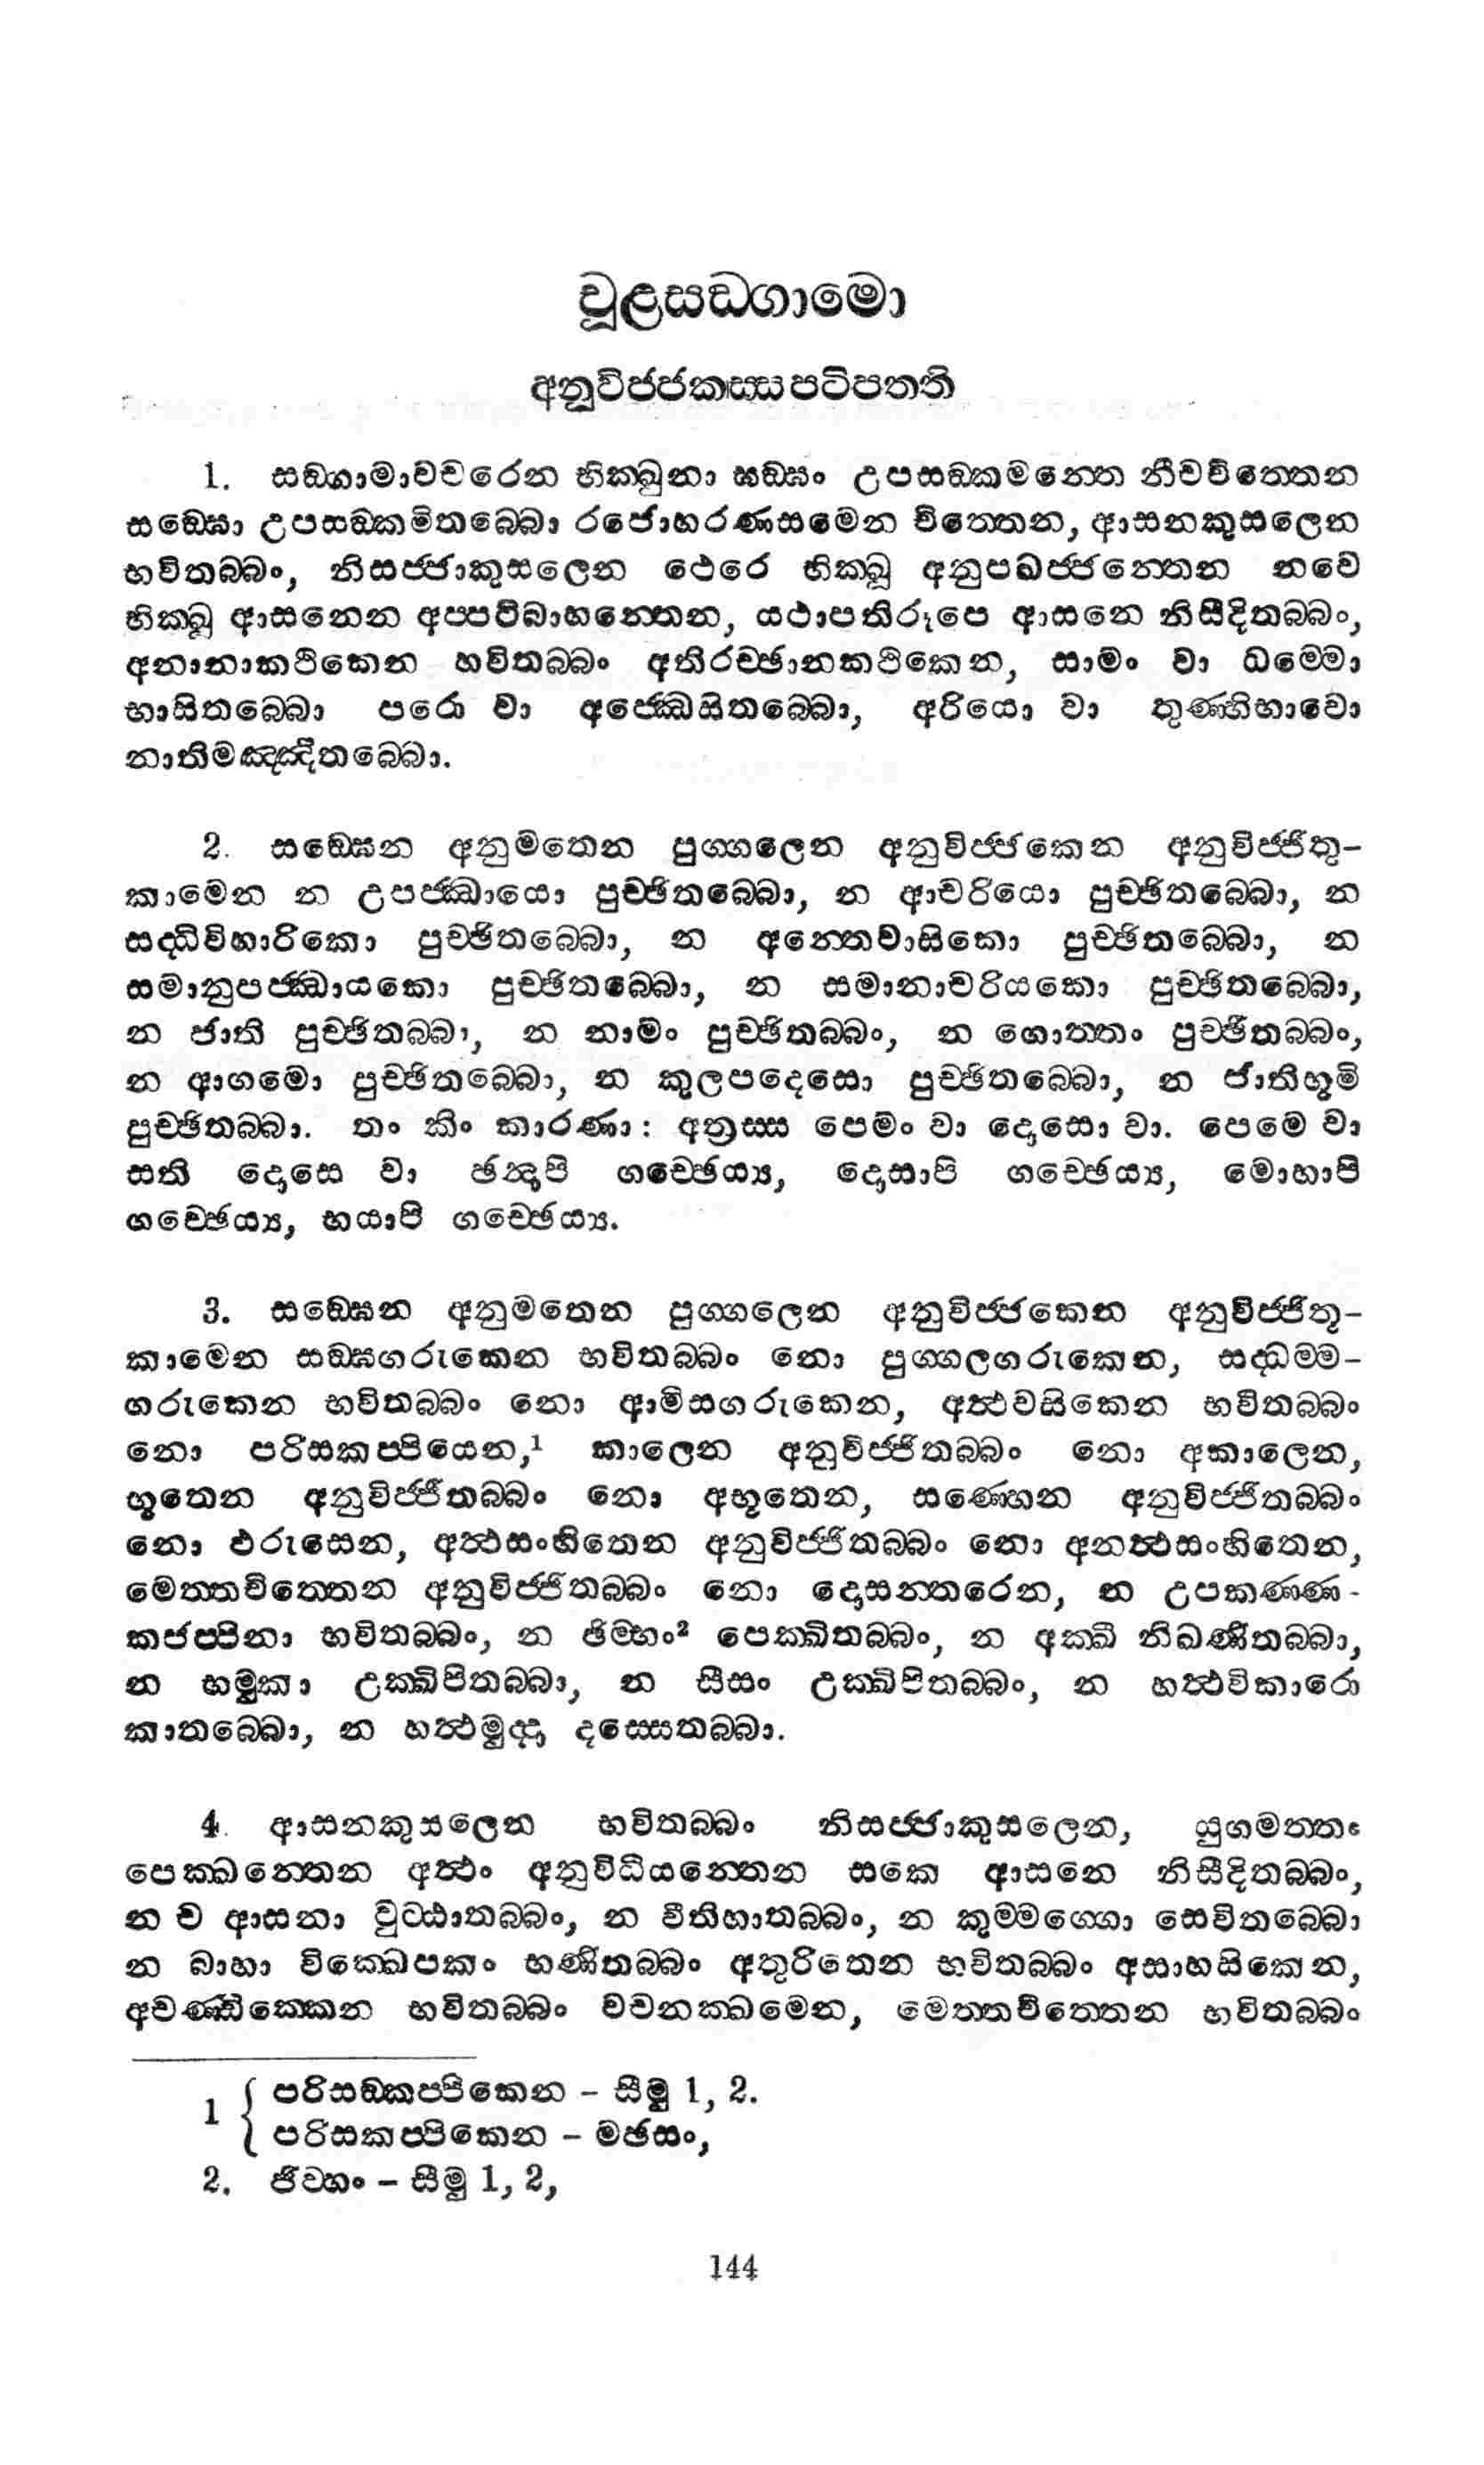 චූළසඞගාමො
අනුවිජ්ජකස්සපටිපත්ති
1. සඞ්ගාමාවචරෙන භික්ඛුනා සඞ්ඝං උපසඞ්කමන්තෙන නීචචිත්තෙන
සඞ්ඝො උපසඞ්කමිතබ්බො රජොහරණසමෙන චිත්තෙන, ආසනකුසලෙන
භවිතබ්බං, නිසජ්ජාකුසලෙන ථෙරෙ භික්ඛූ අනුපඛජ්ජන්තෙන නවෙ
භික්ඛූ ආසනෙන අප්පටිබාහන්තෙන, යථාපතිරූපෙ ආසනෙ නිසීදිතබ්බං,
අනානාකථිකෙන භවිතබ්බං අතිරච්ඡානකථිකෙන, සාමං වා ධම්මො
භාසිතබ්බො පරො වා අජ්ඣෙසිතබ්බො, අරියො වා තුණ්හිභාවො
නාතිමඤ්ඤිතබ්බො.
2. සඞ්ඝෙන අනුමතෙන පුග්ගලෙන අනුවිජ්ජකෙන අනුවිජ්ජිතු-
කාමෙන න උපජ්ඣායො පුච්ඡිතබ්බො, න ආචරියො පුච්ඡිතබ්බො, න
සද්ධිවිහාරිකො පුච්ඡිතබ්බො, න අන්තෙවාසිකො පුච්ඡිතබ්බො, න
සමානුපජ්ඣායකො පුච්ඡිතබ්බො, න සමානාචරියකො පුච්ඡිතබ්බො,
න ජාති පුච්ඡිතබ්බා, න නාමං පුච්ඡිතබ්බං, න ගොත්තං පුච්ඡිතබ්බං,
න ආගමො පුච්ඡිතබ්බො, න කුලපදෙසො පුච්ඡිතබ්බො, න ජාතිභූමි
පුච්ඡිතබ්බා. තං කිං කාරණා: අත්‍රස්ස පෙමං වා දොසො වා. පෙමෙ වා
සති දොසෙ වා ඡන්දාපි ගච්ඡෙය්‍ය, දොසාපි ගච්ඡෙය්‍ය, මොහාපි
ගච්ඡෙය්‍ය, භයාපි ගච්ඡෙය්‍ය.
3. සඞ්ඝෙන අනුමතෙන පුග්ගලෙන අනුවිජ්ජකෙන අනුවිජ්ජිතු-
කාමෙන සඞ්ඝගරුකෙන භවිතබ්බං නො පුග්ගලගරුකෙන, සද්ධම්ම-
ගරුකෙන භවිතබ්බං නො ආමිසගරුකෙන, අත්ථවසිකෙන භවිතබ්බං
නො පරිසකප්පියෙන,¹ කාලෙන අනුවිජ්ජිතබ්බං නො අකාලෙන,
භූතෙන අනුවිජ්ජිතබ්බං නො අභූතෙන, සණ්හෙන අනුවිජ්ජිතබ්බං
නො ඵරුසෙන, අත්ථසංහිතෙන අනුවිජ්ජිතබ්බං නො අනත්ථසංහිතෙන,
මෙත්තචිත්තෙන අනුවිජ්ජිතබ්බං නො දොසන්තරෙන, න උපකණ්ණ-
කජප්පිනා භවිතබ්බං, න ඡිම්භං² පෙක්ඛිතබ්බං, න අක්ඛි නිඛණිතබ්බා,
න භමුකා උක්ඛිපිතබ්බා, න සීසං උක්ඛිපිතබ්බං, න හත්ථවිකාරො
කාතබ්බො, න හත්ථමුද්දා දස්සෙතබ්බා.
4. ආසනකුසලෙන භවිතබ්බං නිසජ්ජාකුසලෙන, යුගමත්තං
පෙක්ඛන්තෙන අත්ථං අනුවිධියන්තෙන සකෙ ආසනෙ නිසීදිතබ්බං,
න ච ආසනා වුට්ඨාතබ්බං, න වීතිහාතබ්බං, න කුම්මග්ගො සෙවිතබ්බො
න බාහා වික්ඛෙපකං භණිතබ්බං අතුරිතෙන භවිතබ්බං අසාහසිකෙන,
අචණ්ඩික්කෙන භවිතබ්බං වචනක්ඛමෙන, මෙත්තචිත්තෙන භවිතබ්බං
1 { පරිසඞ්කප්පිකෙන – සීමු 1, 2.
පරිසකප්පිකෙන – මඡසං,
2. ජිව්හං – සීමු 1, 2,
144